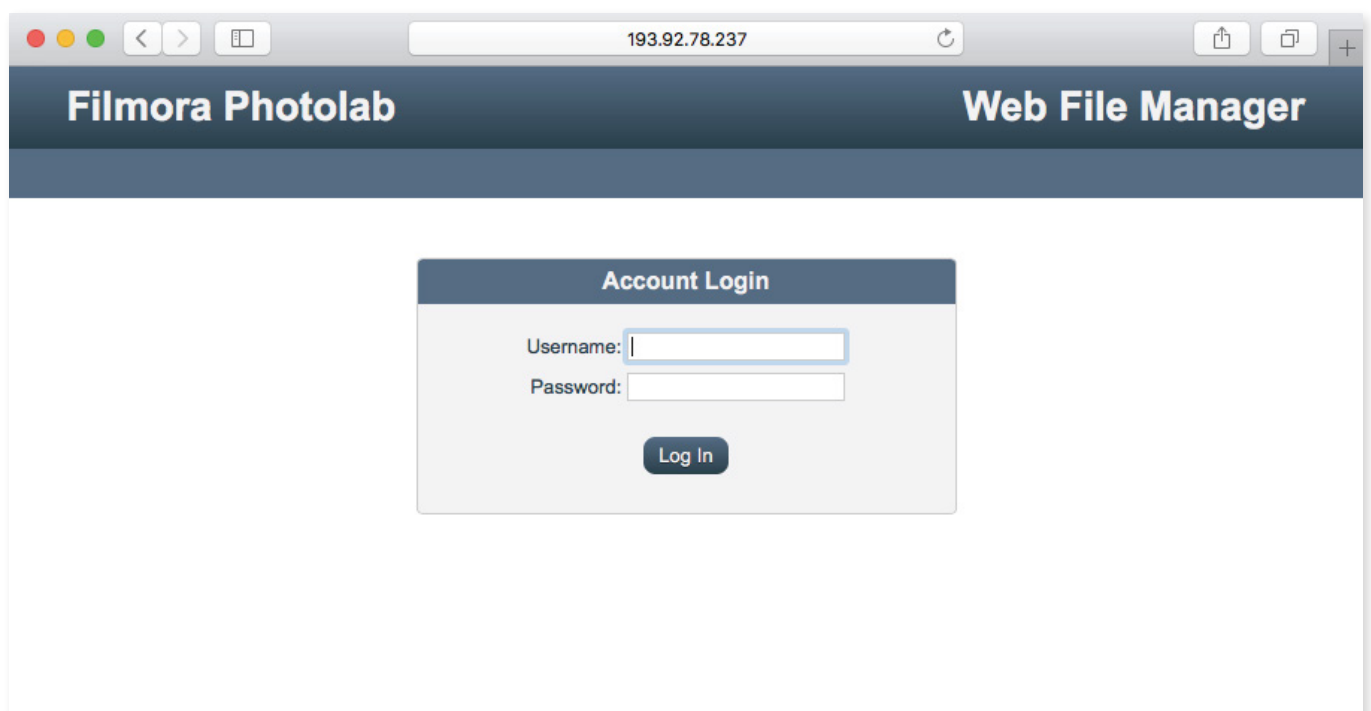 193.92.78.237
Filmora Photolab Web File Manager
Account Login
Username:
Password:
Log In